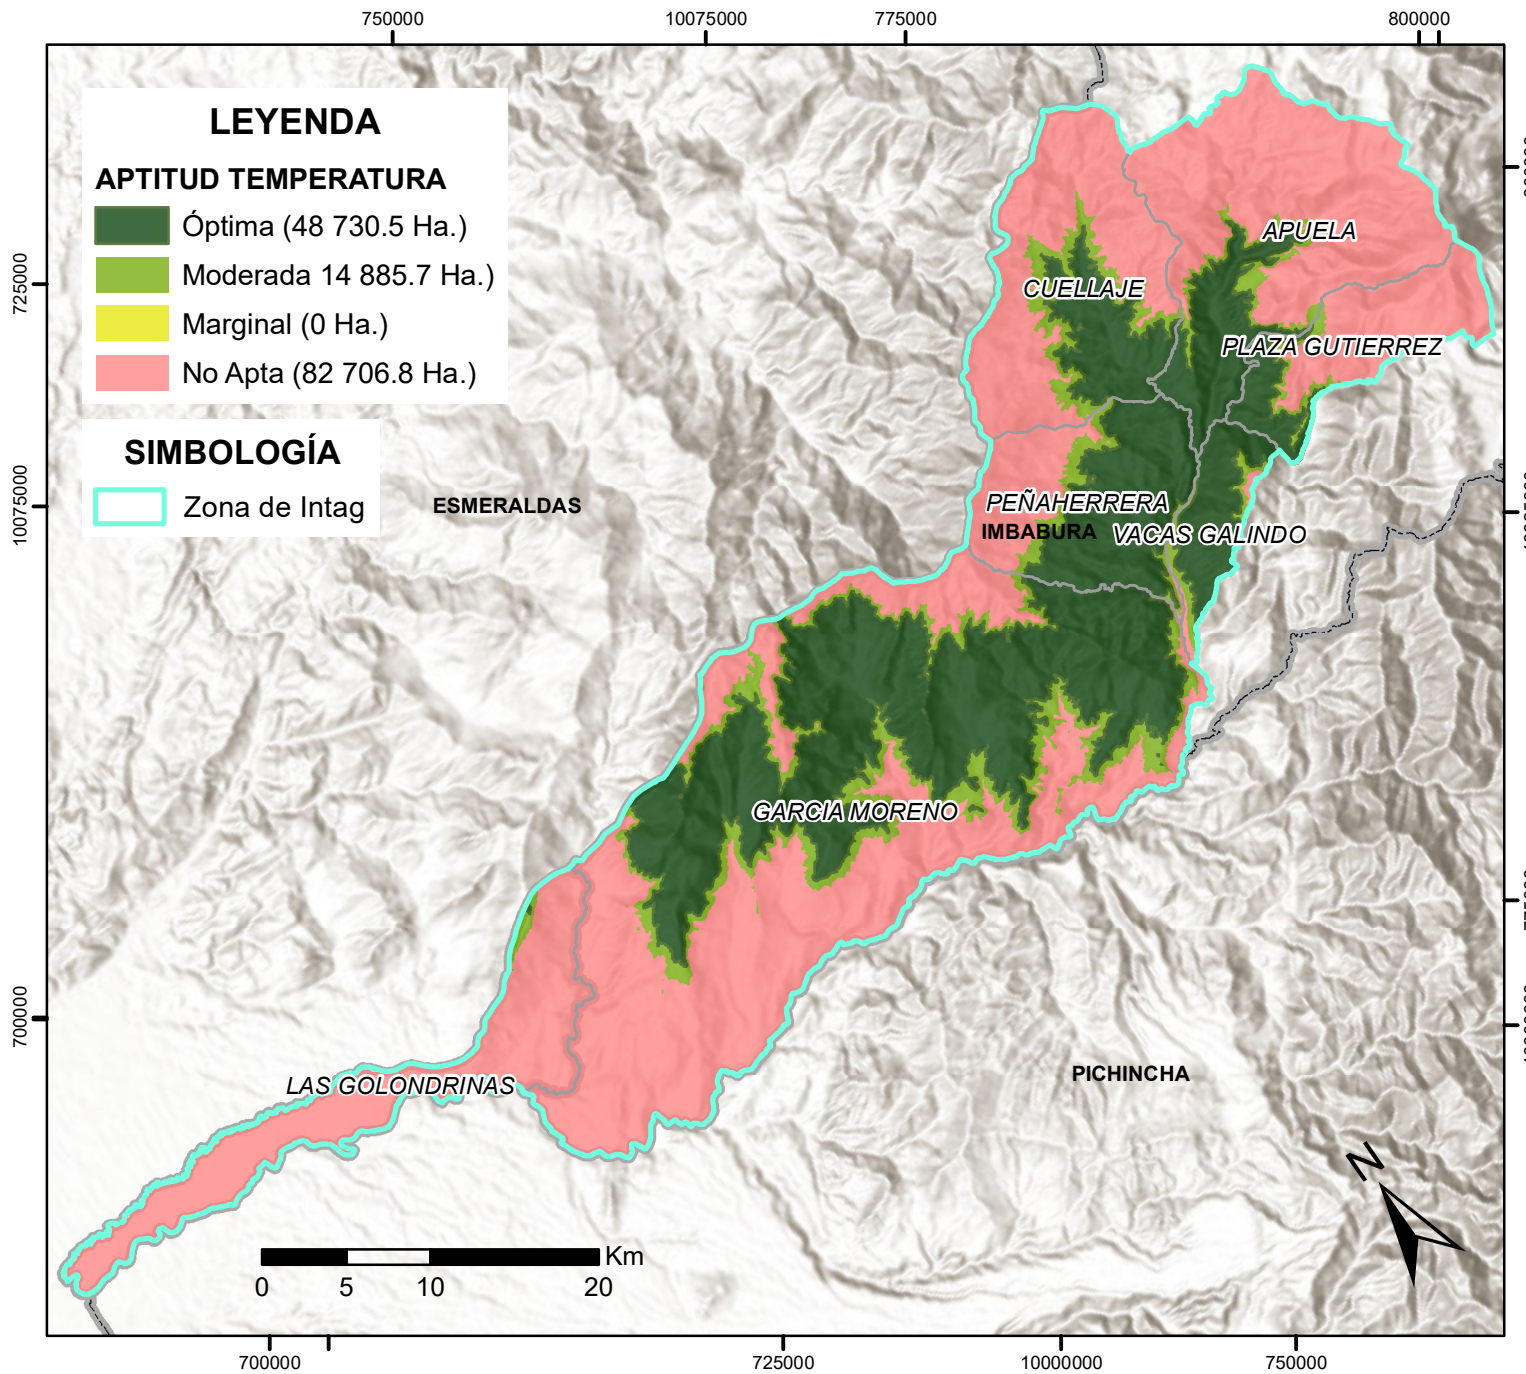 750000
10075000
775000
800000
LEYENDA
APTITUD TEMPERATURA
Óptima (48 730.5 Ha.)
Moderada 14 885.7 Ha.)
Marginal (0 Ha.)
No Apta (82 706.8 Ha.)
SIMBOLOGÍA
Zona de Intag
725000
10075000
700000
APUELA
CUELLAJE
PLAZA GUTIERREZ
ESMERALDAS
PEÑAHERRERA
IMBABURA
VACAS GALINDO
GARCIA MORENO
PICHINCHA
LAS GOLONDRINAS
N
Km
0 5 10 20
700000
725000
10000000
750000